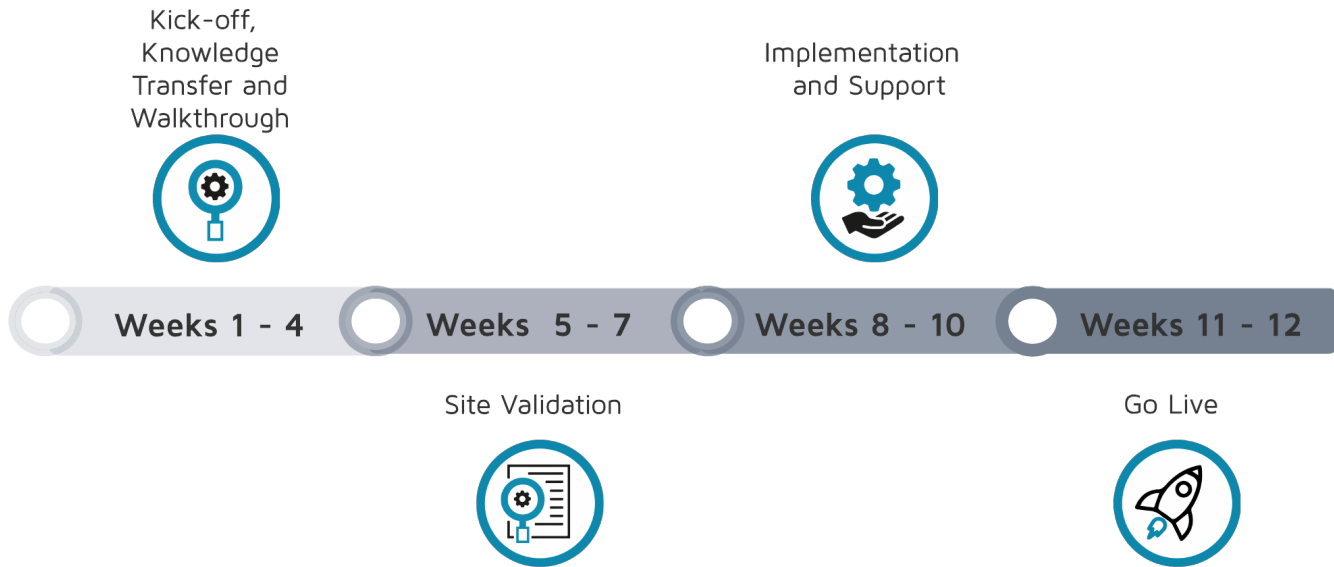 Kick-off,
Knowledge
Transfer and
Walkthrough
Implementation
and Support
Weeks 1 - 4
Weeks 5 - 7
Weeks 8 - 10
Weeks 11 - 12
Site Validation
Go Live